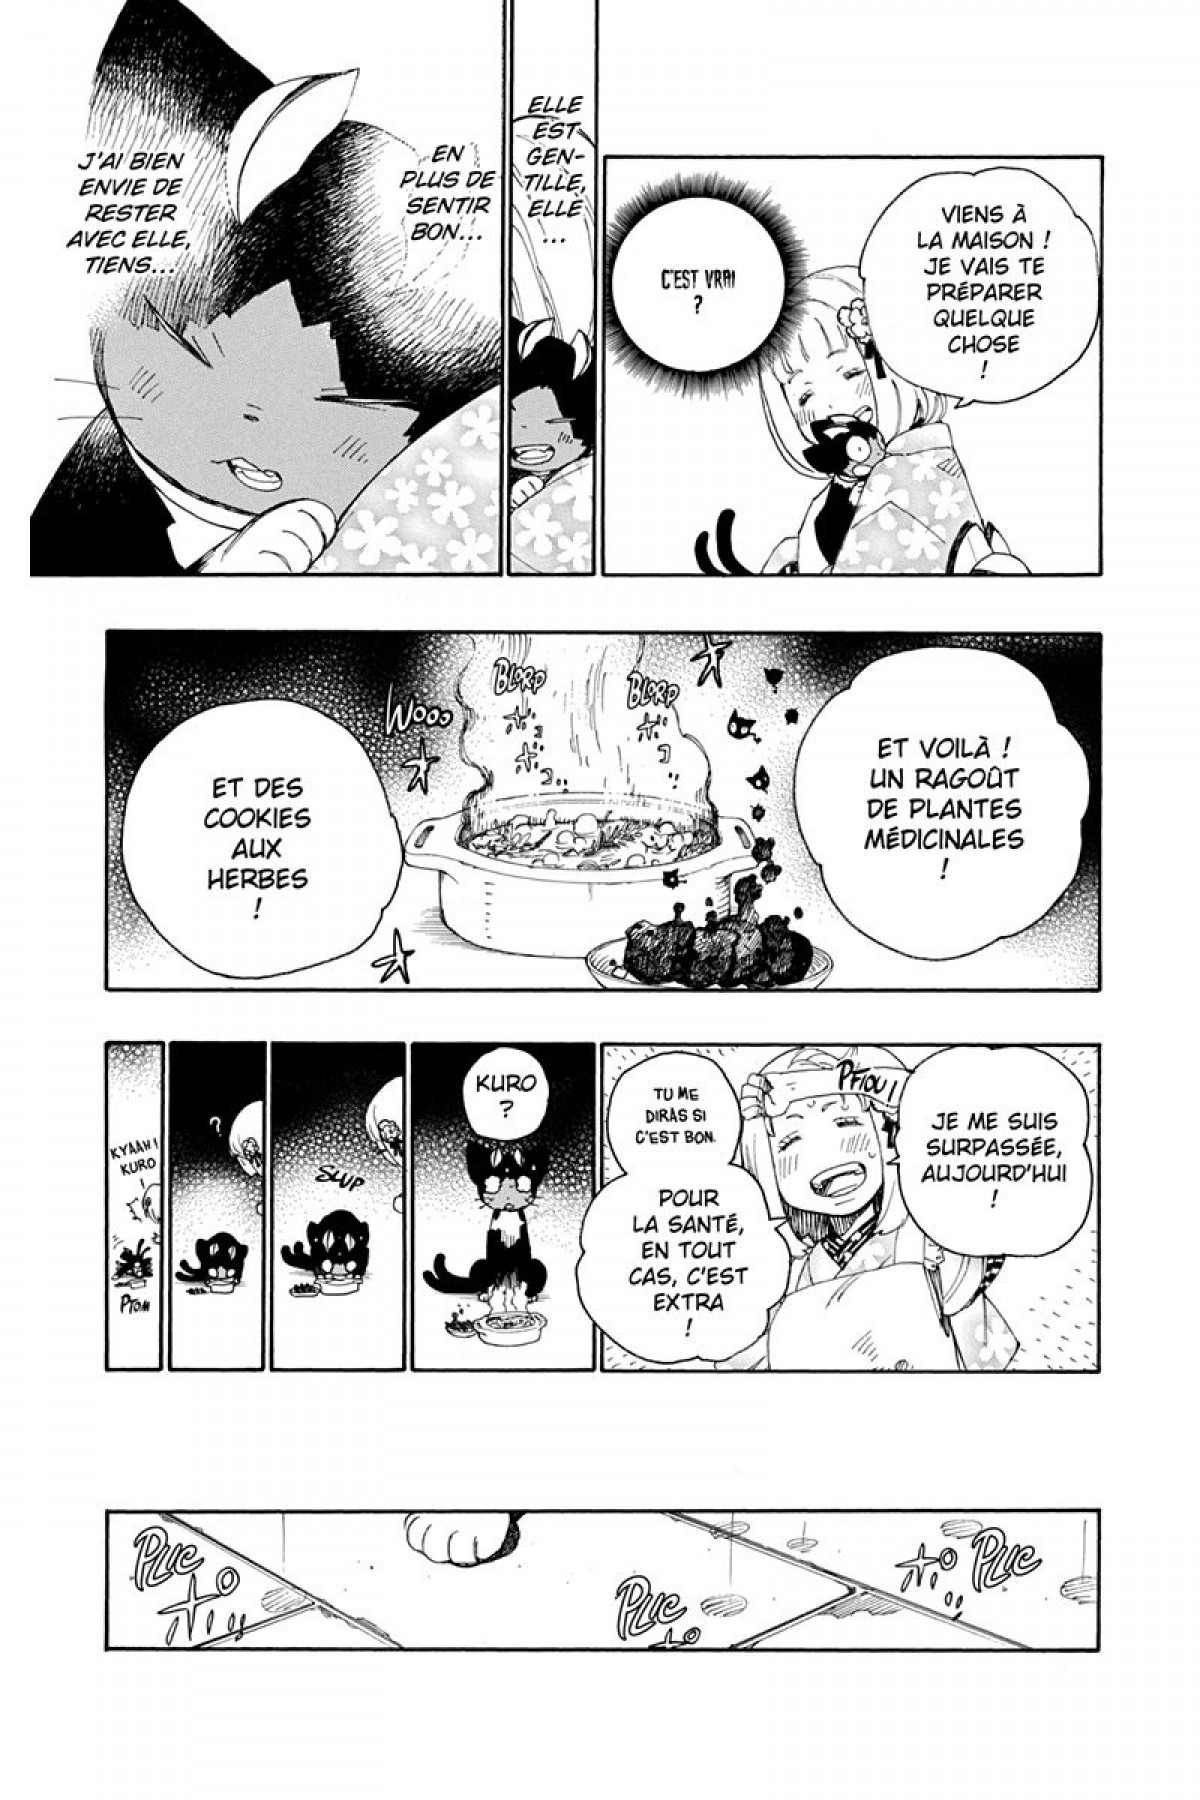 VIENS À
LA MAISON !
JE VAIS TE
PRÉPARER
QUELQUE
CHOSE
!
C'EST VRAI
?
ELLE
EST
GEN-
TILLE,
ELLE
...
EN
PLUS DE
SENTIR
BON...
J'AI BIEN
ENVIE DE
RESTER
AVEC ELLE,
TIENS...
ET VOILÀ !
UN RAGOÛT
DE PLANTES
MÉDICINALES
!
BLORP
BLORP
WOOO
ET DES
COOKIES
AUX
HERBES
!
PFIOU !
JE ME SUIS
SURPASSÉE,
AUJOURD'HUI
!
TU ME
DIRAS SI
C'EST BON.
POUR
LA SANTÉ,
EN TOUT
CAS, C'EST
EXTRA
!
KURO
?
SLUP
?
KYAAH !
KURO
!
PTOM
PLIC
ポ
PLIC
ポ
PLIC
ポ